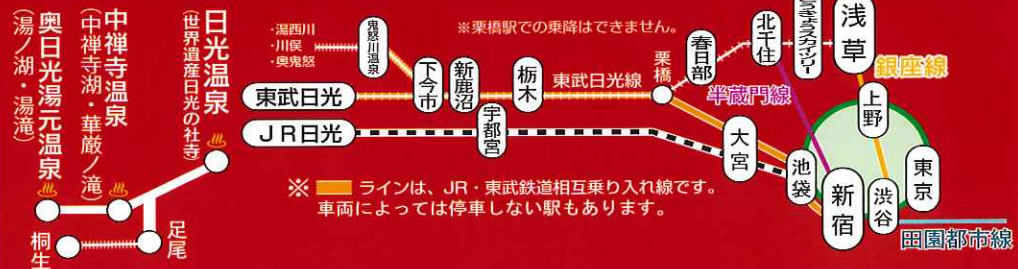 奥日光湯元温泉
(湯ノ湖・湯滝)
中禅寺温泉
(中禅寺湖・華厳ノ滝)
日光温泉
(世界遺産日光の社寺)
桐生
足尾
・湯西川
・川俣
・奥鬼怒
鬼怒川温泉
※栗橋駅での乗降はできません。
東武日光
下今市
新鹿沼
栃木
東武日光線
栗橋
春日部
北千住
浅草
銀座線
半蔵門線
上野
JR日光
宇都宮
大宮
池袋
新宿
渋谷
東京
田園都市線
※ ラインは、JR・東武鉄道相互乗り入れ線です。
車両によっては停車しない駅もあります。